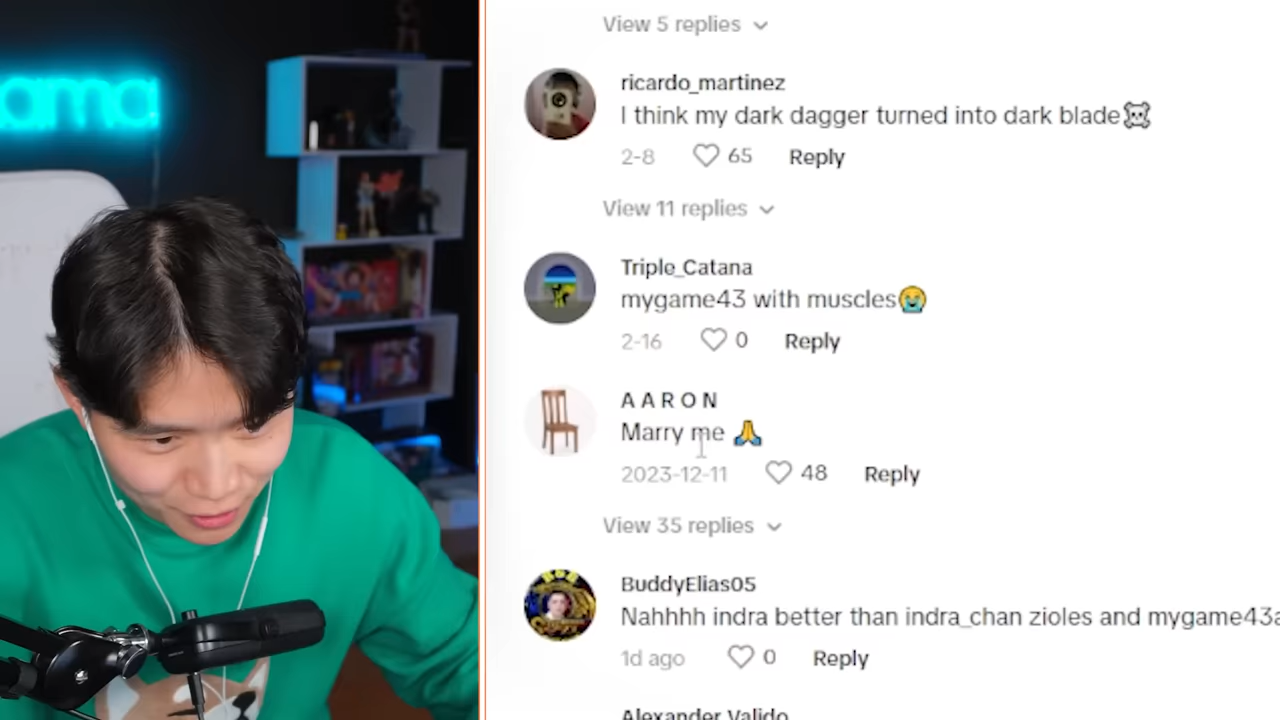 ama
View 5 replies
ricardo_martinez
I think my dark dagger turned into dark blade☠️
2-8 65 Reply
View 11 replies
Triple_Catana
mygame43 with muscles😭
2-16 0 Reply
A A R O N
Marry me 🙏
2023-12-11 48 Reply
View 35 replies
BuddyElias05
Nahhhh indra better than indra_chan zioles and mygame43a
1d ago 0 Reply
Alexander Valido